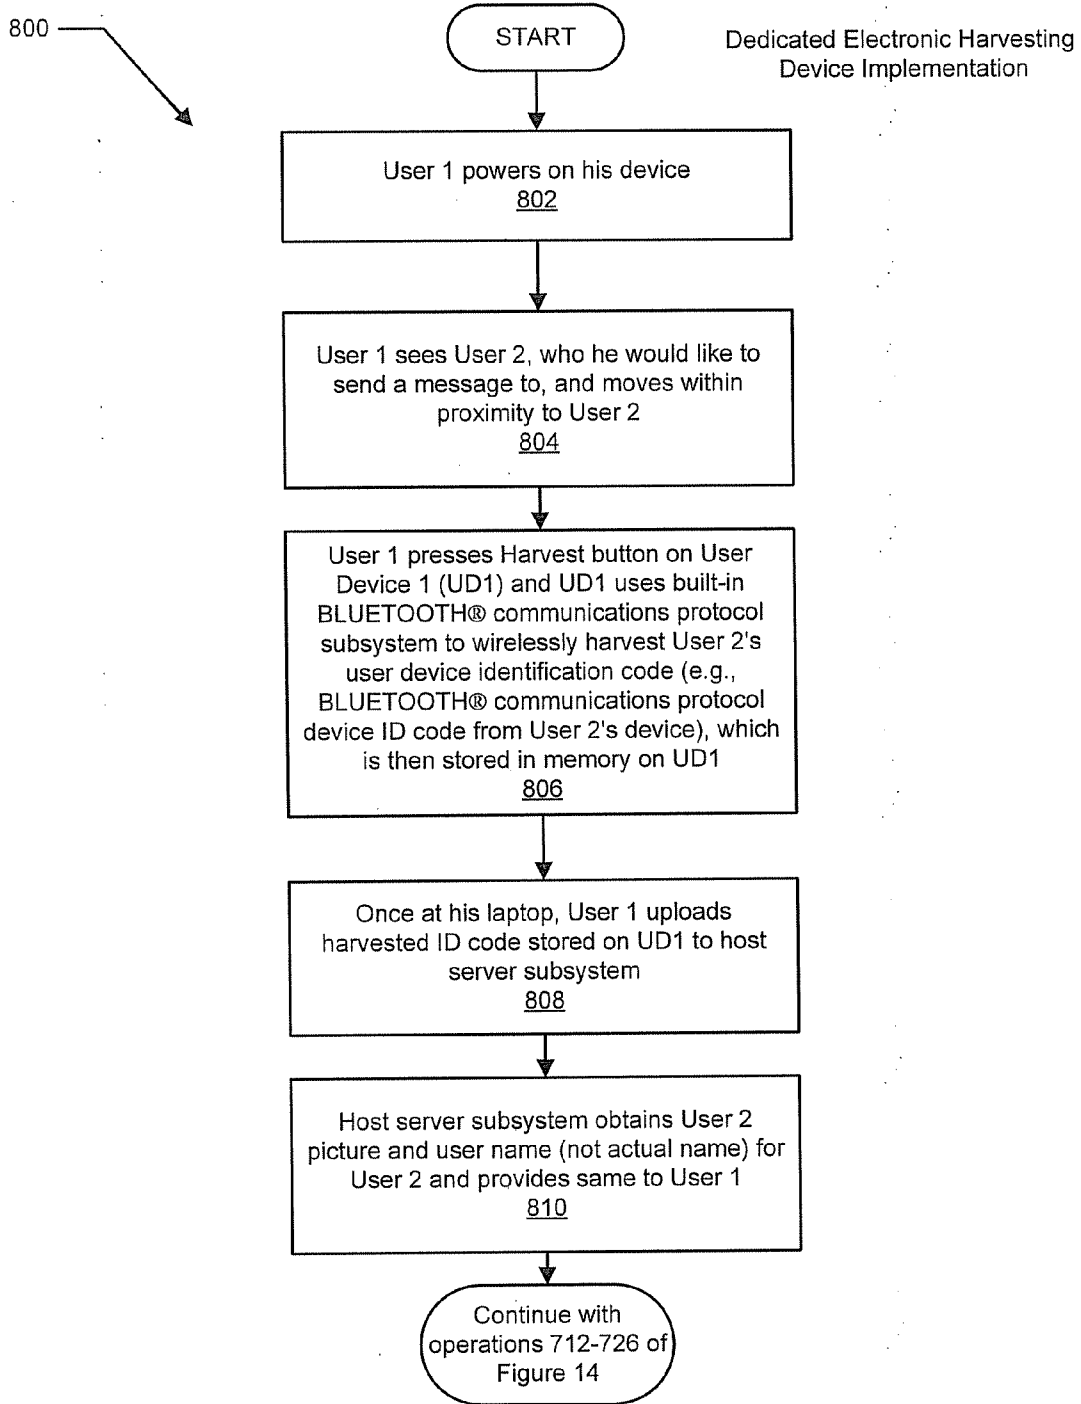 800
START
Dedicated Electronic Harvesting
Device Implementation
User 1 powers on his device
802
User 1 sees User 2, who he would like to
send a message to, and moves within
proximity to User 2
804
User 1 presses Harvest button on User
Device 1 (UD1) and UD1 uses built-in
BLUETOOTH® communications protocol
subsystem to wirelessly harvest User 2's
user device identification code (e.g.,
BLUETOOTH® communications protocol
device ID code from User 2's device), which
is then stored in memory on UD1
806
Once at his laptop, User 1 uploads
harvested ID code stored on UD1 to host
server subsystem
808
Host server subsystem obtains User 2
picture and user name (not actual name) for
User 2 and provides same to User 1
810
Continue with
operations 712-726 of
Figure 14